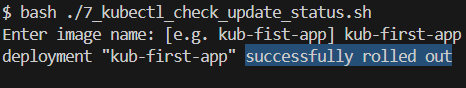 $ bash ./7_kubectl_check_update_status.sh
Enter image name: [e.g. kub-fist-app] kub-first-app
deployment "kub-first-app" successfully rolled out